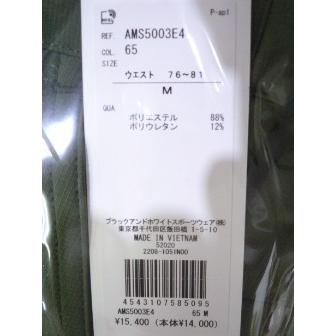 P-apl
REF. AMS5003E4
COL. 65
SIZE
ウエスト 76～81
M
QUA
ポリエステル 88%
ポリウレタン 12%
ブラックアンドホワイトスポーツウェア(株)
東京都千代田区飯田橋 1-5-10
MADE IN VIETNAM
52020
2208-1051N00
AMS5003E4 65 M
4543107585095
¥15,400 (本体¥14,000)